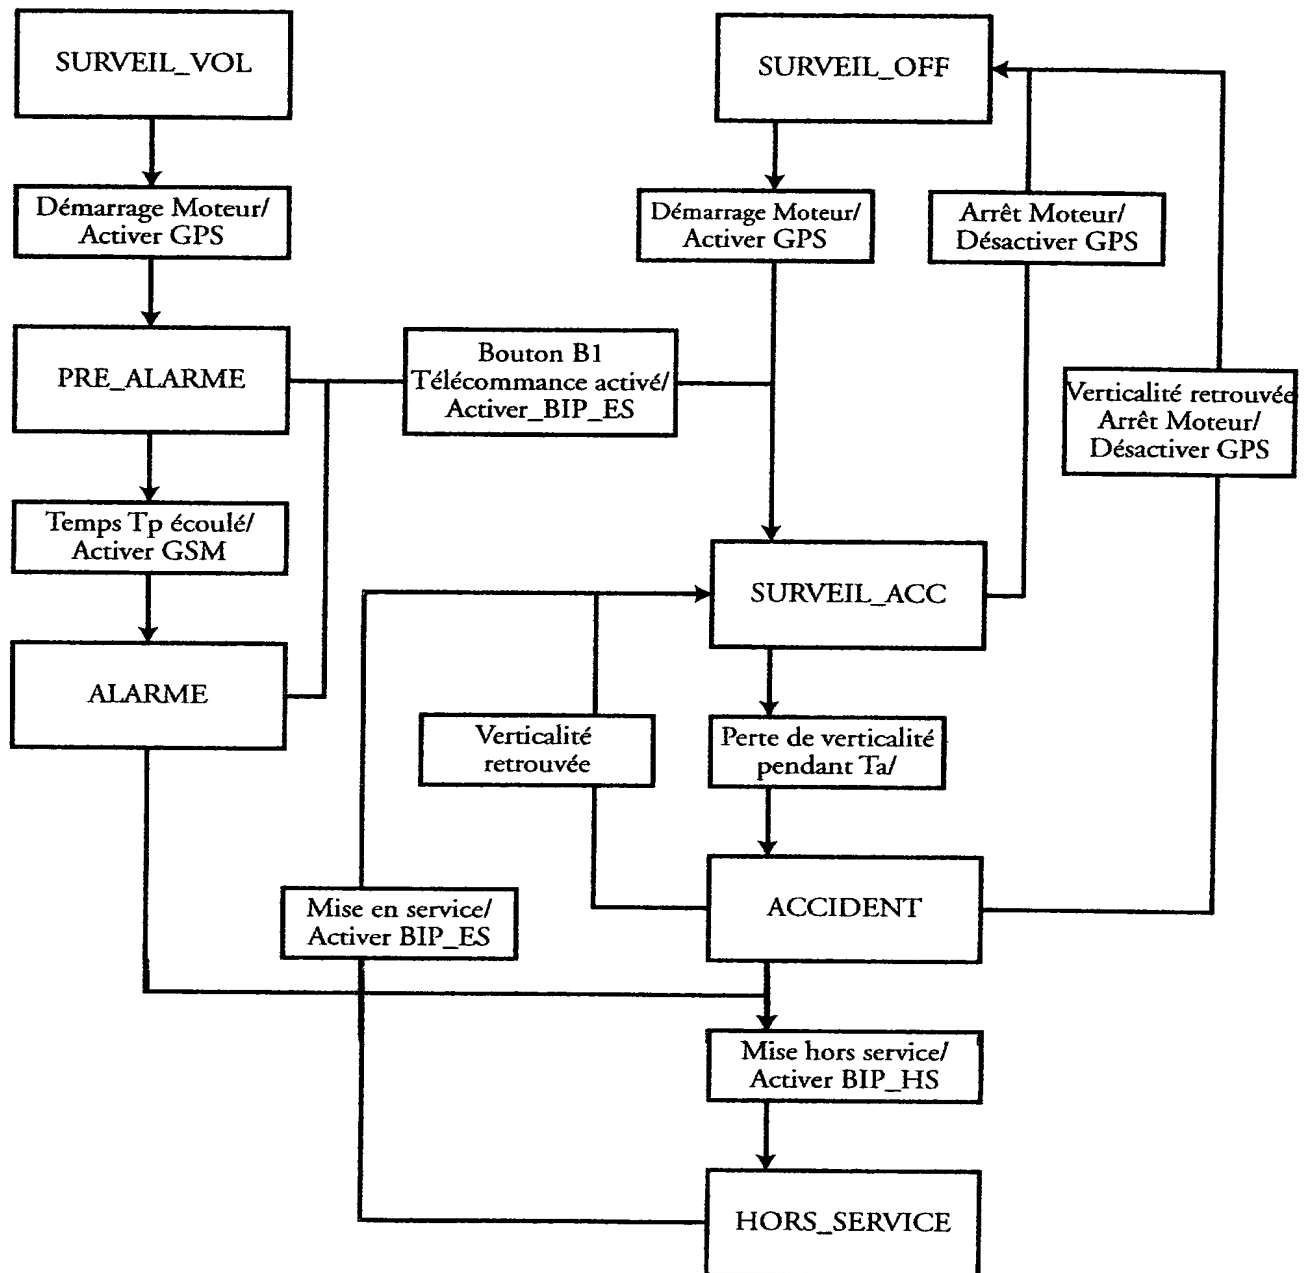 SURVEIL_VOL
SURVEIL_OFF
Démarrage Moteur/
Activer GPS
Démarrage Moteur/
Activer GPS
Arrêt Moteur/
Désactiver GPS
PRE_ALARME
Bouton B1
Télécommance activé/
Activer_BIP_ES
Verticalité retrouvée
Arrêt Moteur/
Désactiver GPS
Temps Tp écoulé/
Activer GSM
SURVEIL_ACC
ALARME
Verticalité
retrouvée
Perte de verticalité
pendant Ta/
Mise en service/
Activer BIP_ES
ACCIDENT
Mise hors service/
Activer BIP_HS
HORS_SERVICE